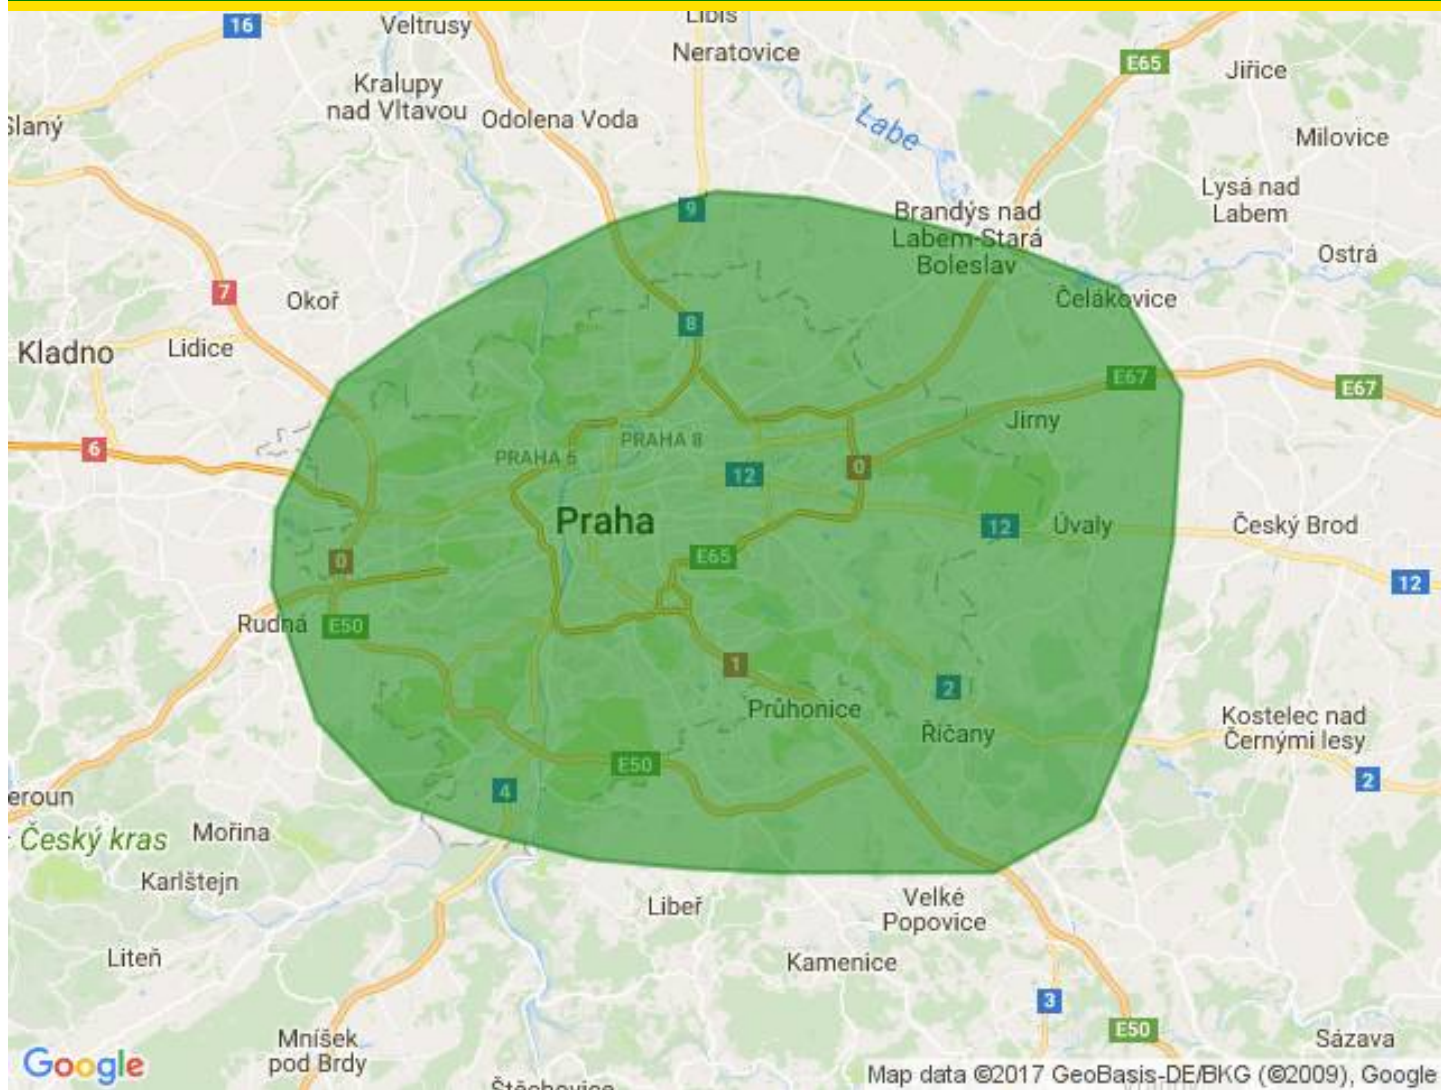 16
Veltrusy
Libiš
Neratovice
E65
Jiřice
Kralupy
nad Vltavou
Odolena Voda
Labe
Slaný
Milovice
Lysá nad
Labem
9
Brandýs nad
Labem-Stará
Boleslav
Ostrá
7
Okoř
Čelákovice
8
Kladno
Lidice
E67
E67
Jirny
6
PRAHA 6
PRAHA 8
12
0
Praha
12
Úvaly
Český Brod
0
E65
12
Rudná
E50
1
2
Průhonice
Říčany
Kostelec nad
Černými lesy
E50
4
2
eroun
Český kras
Mořina
Karlštejn
Libeř
Velké
Popovice
Liteň
Kamenice
3
E50
Mníšek
pod Brdy
Sázava
Google
Štěchovice
Map data ©2017 GeoBasis-DE/BKG (©2009), Google